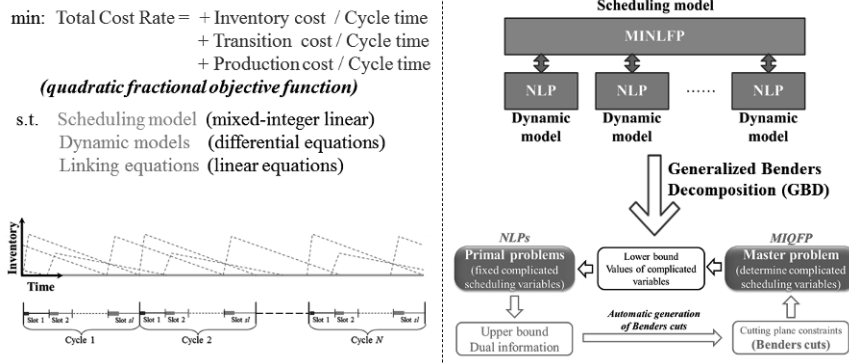 min: Total Cost Rate = + Inventory cost / Cycle time
+ Transition cost / Cycle time
+ Production cost / Cycle time
(quadratic fractional objective function)
s.t. Scheduling model (mixed-integer linear)
Dynamic models (differential equations)
Linking equations (linear equations)
Inventory
Time
Slot 1 Slot 2 Slot sl Slot 1 Slot 2 Slot sl Slot 1 Slot 2 Slot sl
Cycle 1 Cycle 2 Cycle N
Scheduling model
MINLFP
NLP NLP ...... NLP
Dynamic model
Dynamic model
Dynamic model
Generalized Benders
Decomposition (GBD)
NLPs
MIQFP
Primal problems
(fixed complicated
scheduling variables)
Lower bound
Values of complicated
variables
Master problem
(determine complicated
scheduling variables)
Upper bound
Dual information
Automatic generation
of Benders cuts
Cutting plane constraints
(Benders cuts)